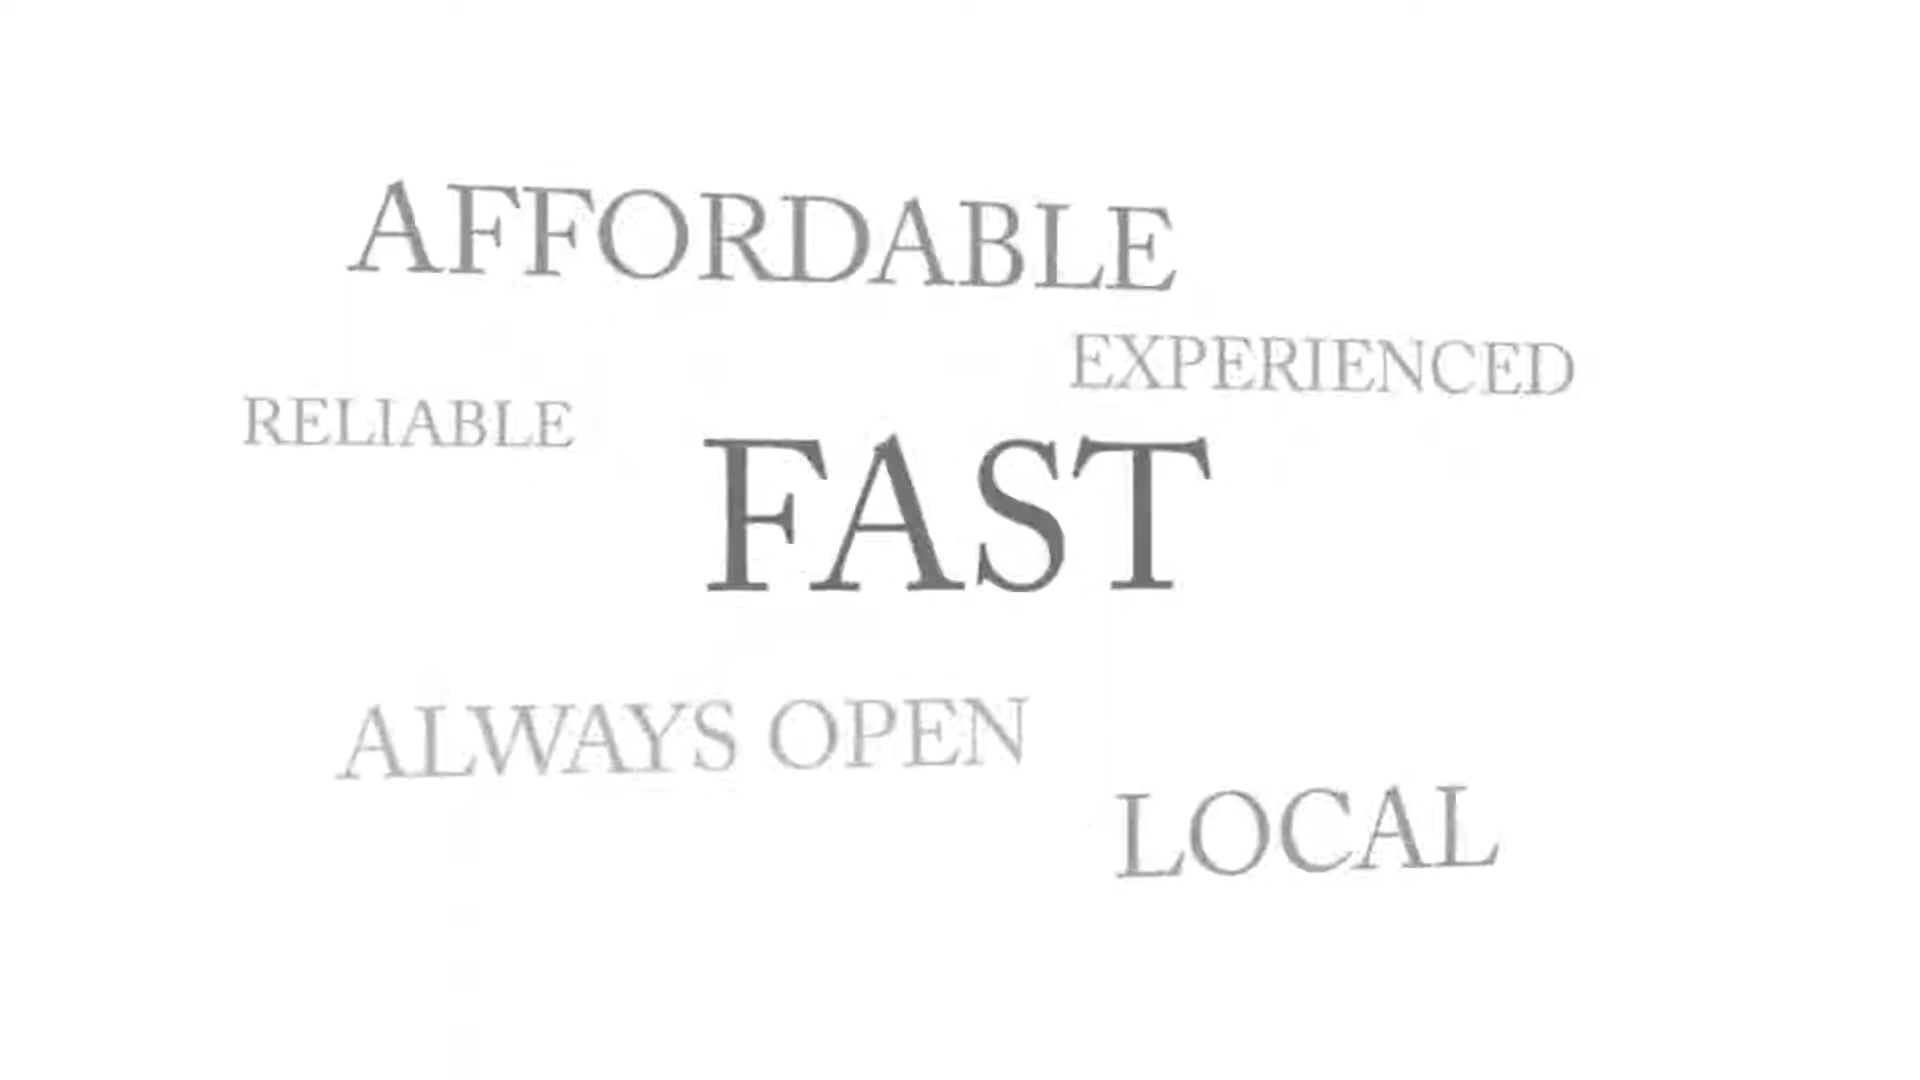 AFFORDABLE
EXPERIENCED
RELIABLE
FAST
ALWAYS OPEN
LOCAL